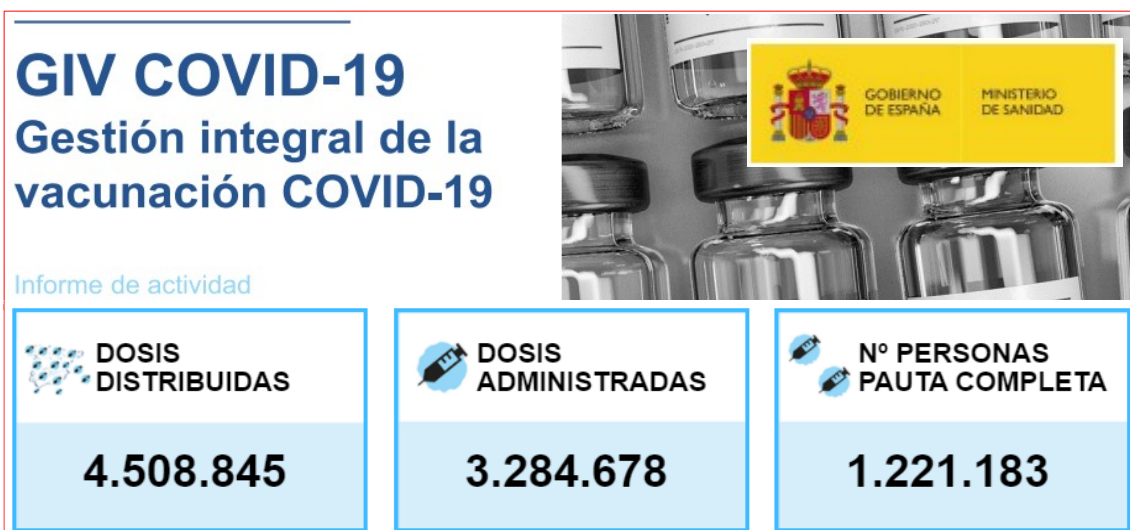 GIV COVID-19
Gestión integral de la
vacunación COVID-19
GOBIERNO
DE ESPAÑA
MINISTERIO
DE SANIDAD
Informe de actividad
DOSIS
DISTRIBUIDAS
4.508.845
DOSIS
ADMINISTRADAS
3.284.678
Nº PERSONAS
PAUTA COMPLETA
1.221.183